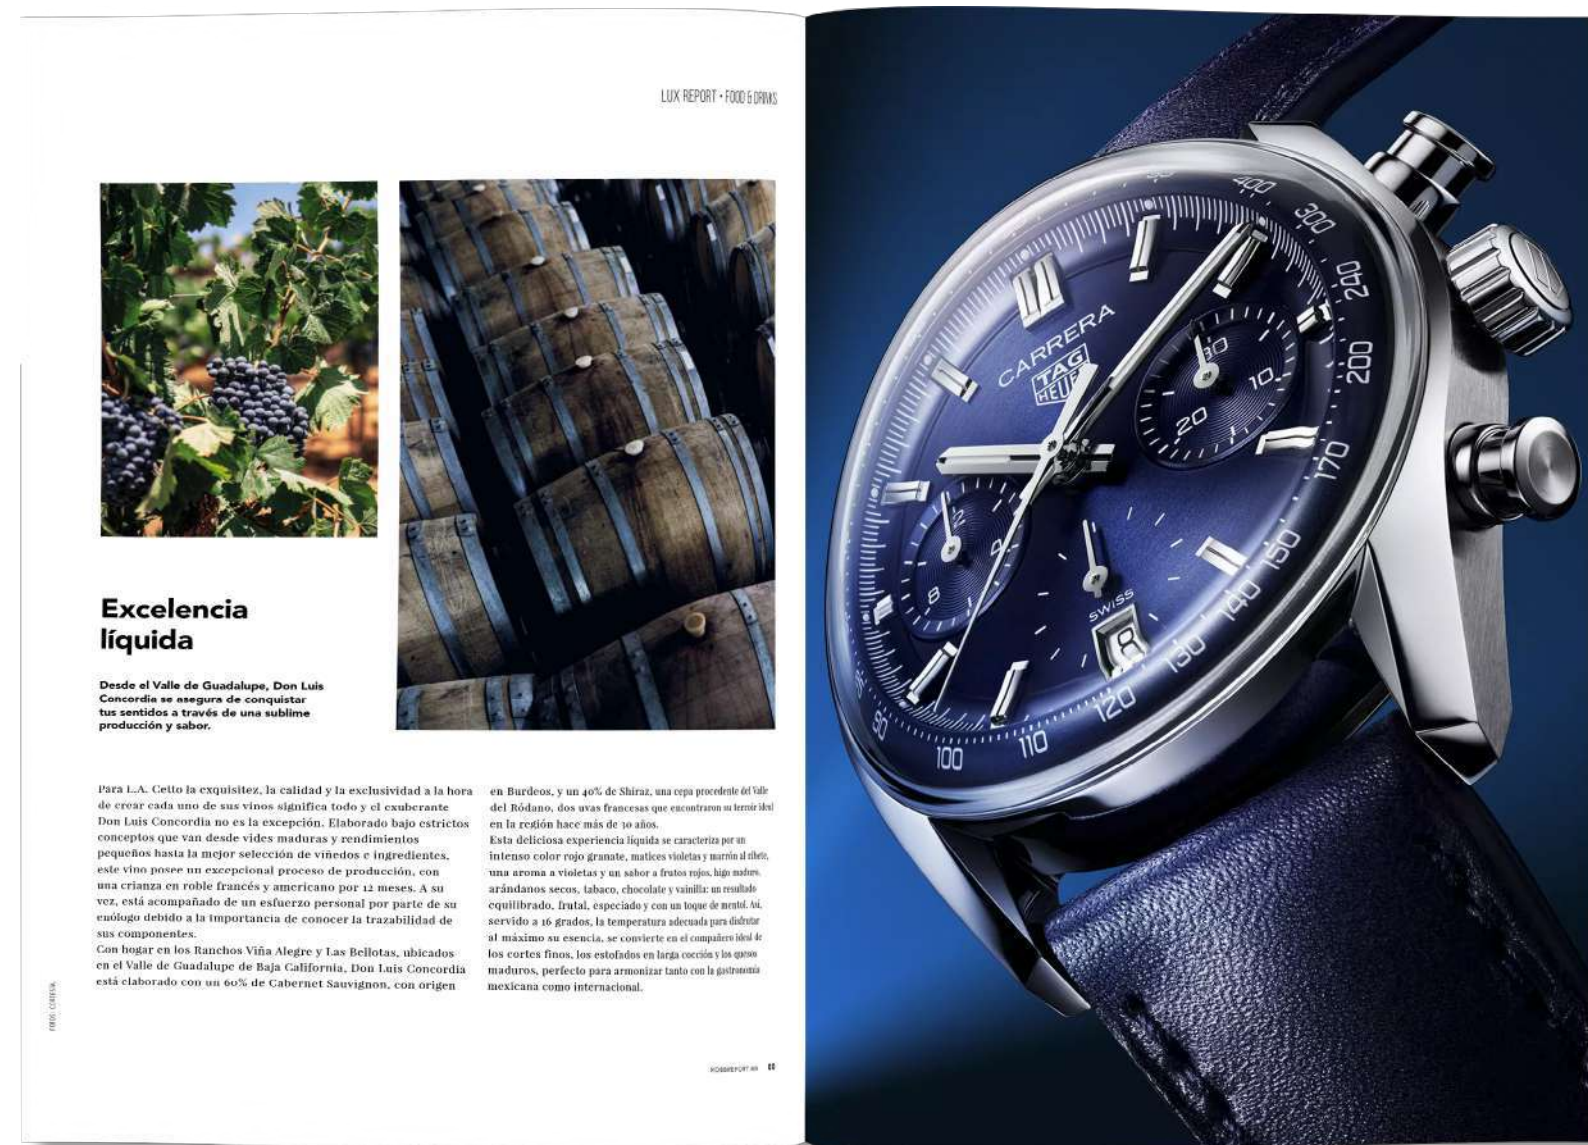 LUX REPORT • FOOD & DRINKS
Excelencia
líquida
Desde el Valle de Guadalupe, Don Luis
Concordia se asegura de conquistar
tus sentidos a través de una sublime
producción y sabor.
Para L.A. Cetto la exquisitez, la calidad y la exclusividad a la hora
de crear cada uno de sus vinos significa todo y el exuberante
Don Luis Concordia no es la excepción. Elaborado bajo estrictos
conceptos que van desde vides maduras y rendimientos
pequeños hasta la mejor selección de viñedos e ingredientes,
este vino posee un excepcional proceso de producción, con
una crianza en roble francés y americano por 12 meses. A su
vez, está acompañado de un esfuerzo personal por parte de su
enólogo debido a la importancia de conocer la trazabilidad de
sus componentes.
Con hogar en los Ranchos Viña Alegre y Las Bellotas, ubicados
en el Valle de Guadalupe de Baja California, Don Luis Concordia
está elaborado con un 60% de Cabernet Sauvignon, con origen
en Burdeos, y un 40% de Shiraz, una cepa procedente del Valle
del Ródano, dos uvas francesas que encontraron su terroir ideal
en la región hace más de 10 años.
Esta deliciosa experiencia líquida se caracteriza por un
intenso color rojo granate, matices violetas y marrón al ribete,
una aroma a violetas y un sabor a frutos rojos, higo maduro,
arándanos secos, tabaco, chocolate y vainilla: un resultado
equilibrado, frutal, especiado y con un toque de mentol. Así,
servido a 16 grados, la temperatura adecuada para disfrutar
al máximo su esencia, se convierte en el compañero ideal de
los cortes finos, los estofados en larga cocción y los quesos
maduros, perfecto para armonizar tanto con la gastronomía
mexicana como internacional.
FOTOS: CORTESÍA
400
300
240
200
170
150
140
130
120
110
100
90
CARRERA
TAG
HEUER
30
10
20
8
SWISS
8